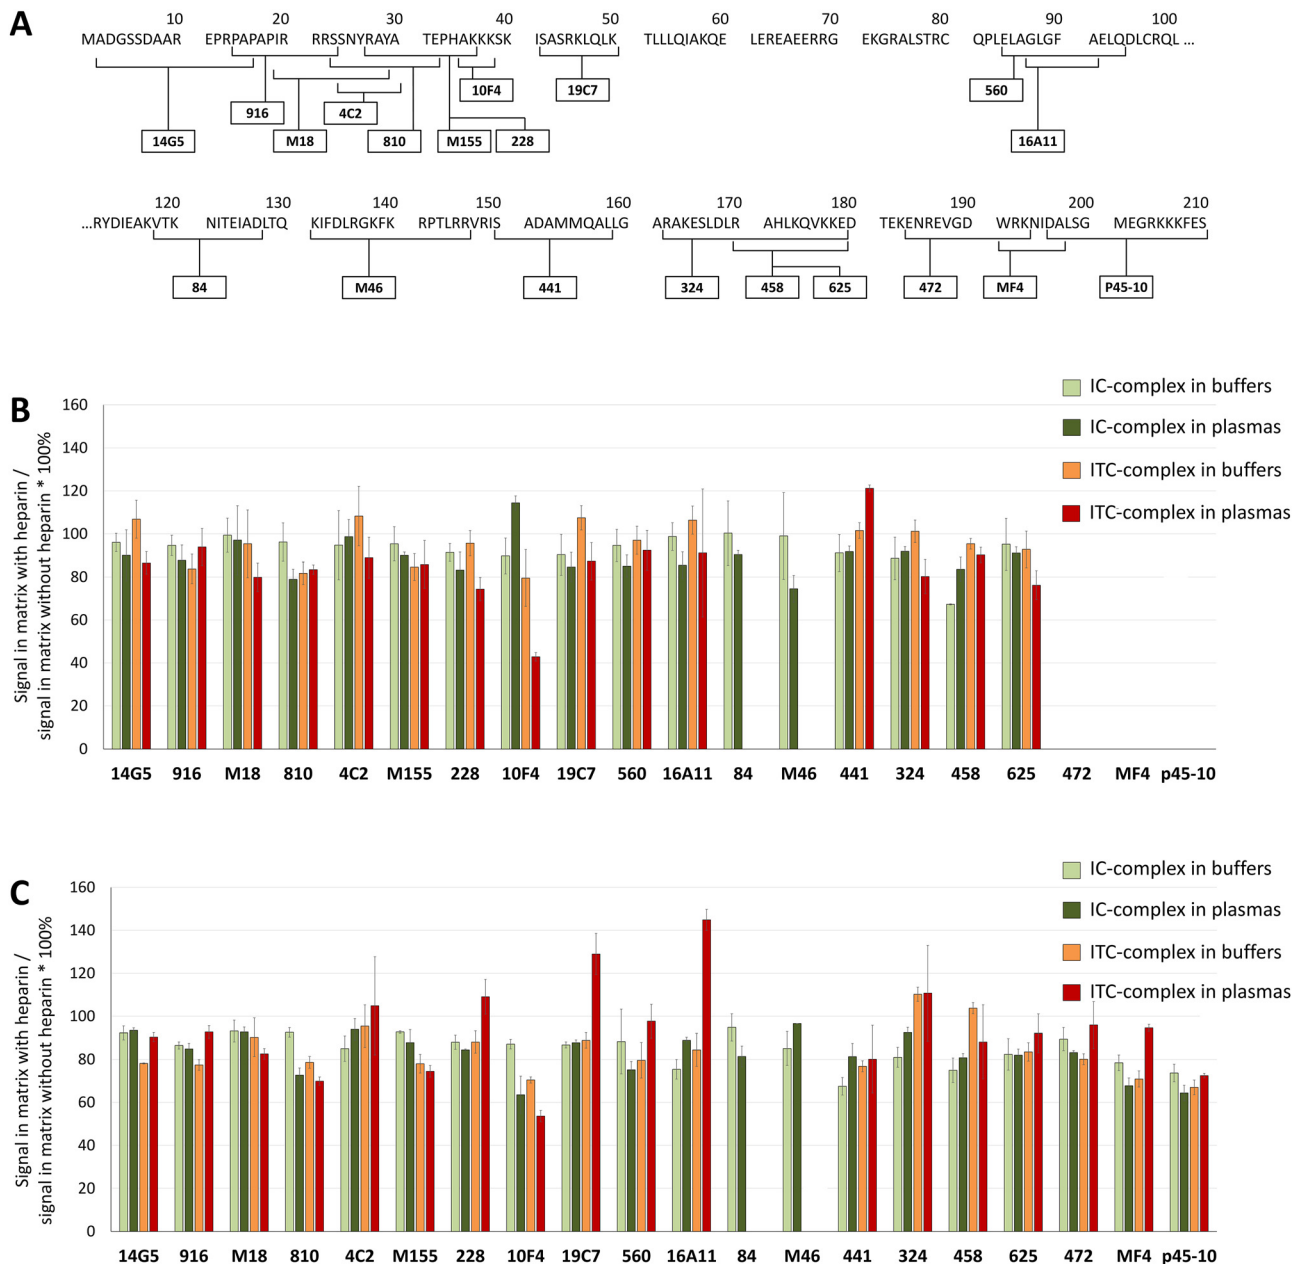 A
10 20 30 40 50 60 70 80 90 100
MADGSSDAAR EPRPAPAPIR RRSSNYRAYA TEPHAKKKSK ISASRKLQLK TLLLQIAKQE LEREAEERRG EKGRALSTRC QPLELAGLGF AELQDLCRQL ...
10F4 19C7 560
916 4C2
14G5 M18 810 M155 228 16A11
120 130 140 150 160 170 180 190 200 210
...RYDIEAKVTK NITEIADLTQ KIFDLRGKFK RPTLRRVRIS ADAMMQALLG ARAKESLDLR AHLKQVKKED TEKENREVGD WRKNIDALSG MEGRKKKFES
84 M46 441 324 458 625 472 MF4 P45-10
B
Signal in matrix with heparin /
signal in matrix without heparin * 100%
160
140
120
100
80
60
40
20
0
IC-complex in buffers
IC-complex in plasmas
ITC-complex in buffers
ITC-complex in plasmas
14G5 916 M18 810 4C2 M155 228 10F4 19C7 560 16A11 84 M46 441 324 458 625 472 MF4 p45-10
C
Signal in matrix with heparin /
signal in matrix without heparin * 100%
160
140
120
100
80
60
40
20
0
IC-complex in buffers
IC-complex in plasmas
ITC-complex in buffers
ITC-complex in plasmas
14G5 916 M18 810 4C2 M155 228 10F4 19C7 560 16A11 84 M46 441 324 458 625 472 MF4 p45-10